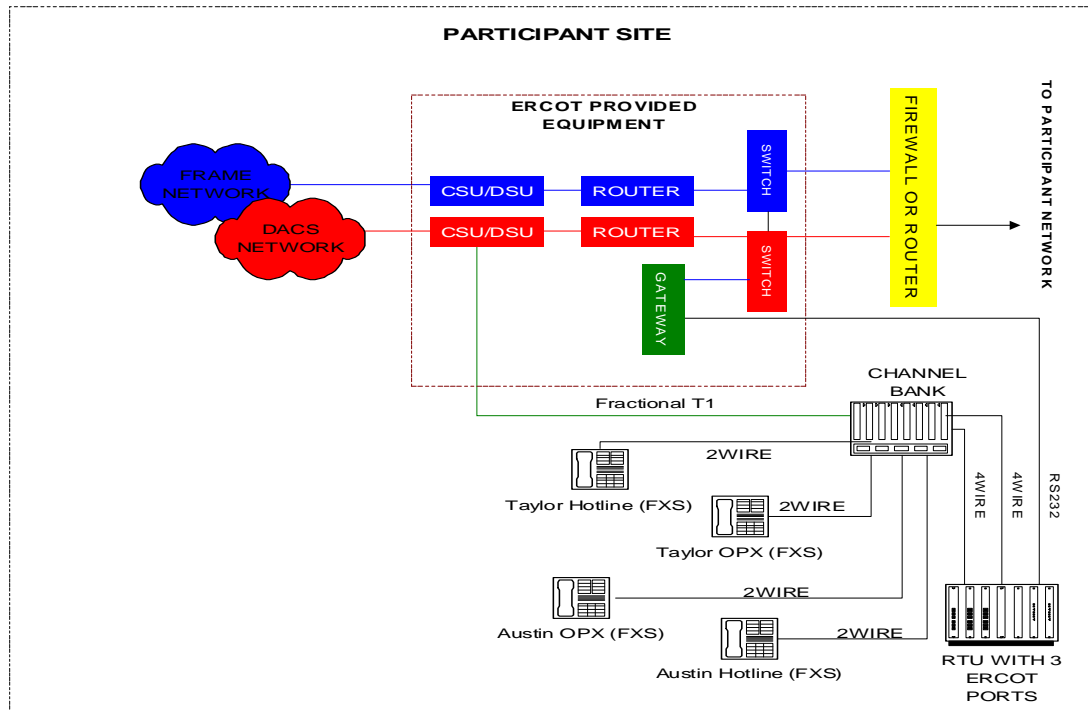 PARTICIPANT SITE
ERCOT PROVIDED
EQUIPMENT
FRAME
NETWORK
DACS
NETWORK
CSU/DSU
ROUTER
SWITCH
CSU/DSU
ROUTER
SWITCH
GATEWAY
FIREWALL OR ROUTER
TO PARTICIPANT NETWORK
CHANNEL
BANK
Fractional T1
2WIRE
Taylor Hotline (FXS)
2WIRE
Taylor OPX (FXS)
2WIRE
Austin OPX (FXS)
2WIRE
Austin Hotline (FXS)
4WIRE
4WIRE
RS232
RTU WITH 3
ERCOT
PORTS